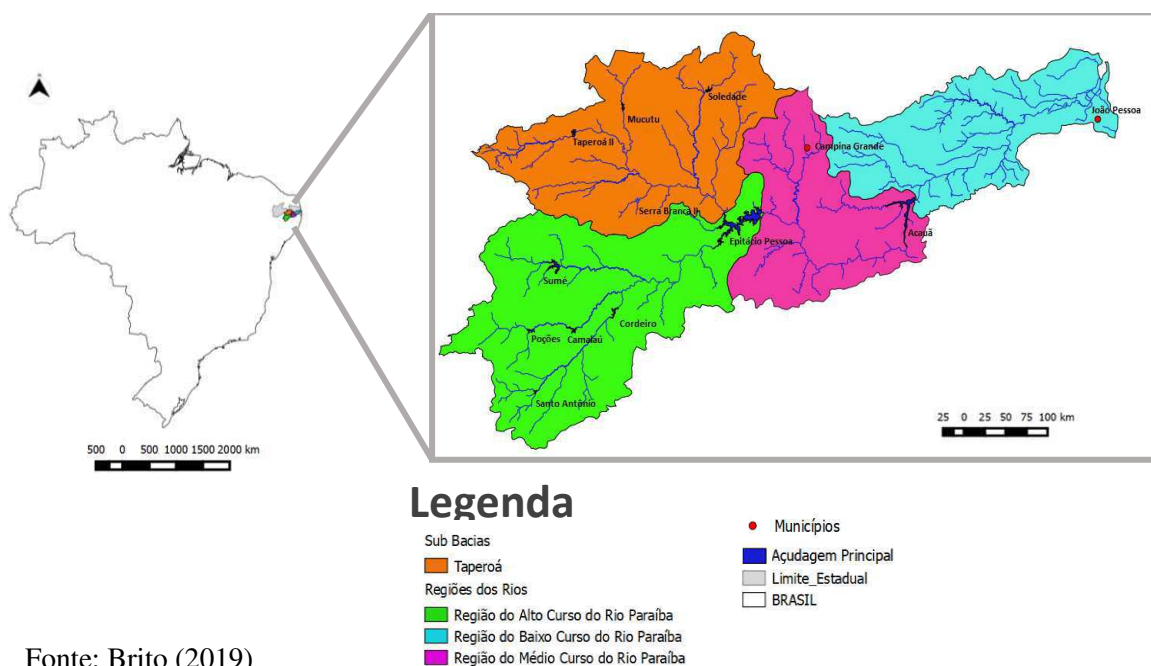 Soledade
João Pessoa
Mucutu
Taperoá II
Campina Grande
Serra Branca II
Acauã
Epitácio Pessoa
Sumé
Cordeiro
Poções Camalaú
Santo Antônio
25 0 25 50 75 100 km
500 0 500 1000 1500 2000 km
Legenda
Sub Bacias
Taperoá
Regiões dos Rios
Região do Alto Curso do Rio Paraíba
Região do Baixo Curso do Rio Paraíba
Região do Médio Curso do Rio Paraíba
Municípios
Açudagem Principal
Limite_Estadual
BRASIL
Fonte: Brito (2019)